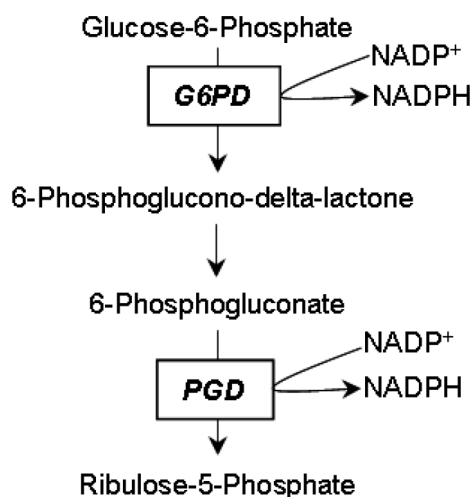 Glucose-6-Phosphate
NADP+
G6PD
NADPH
6-Phosphoglucono-delta-lactone
6-Phosphogluconate
NADP+
PGD
NADPH
Ribulose-5-Phosphate